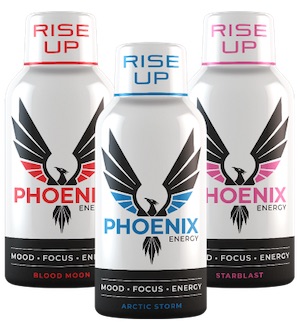 RISE
UP
PHOENIX
ENERGY
MOOD • FOCUS • ENERGY
BLOOD MOON
RISE
UP
PHOENIX
ENERGY
MOOD • FOCUS • ENERGY
ARCTIC STORM
RISE
UP
PHOENIX
ENERGY
MOOD • FOCUS • ENERGY
STARBLAST